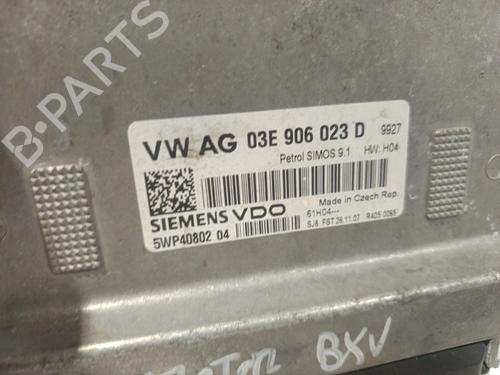 B-PARTS
VW AG 03E 906 023 D 9927
Petrol SIMOS 9.1 HW: H04
SIEMENS VDO
Made in Czech Rep.
61H04---
5WP40802 04
SJ8 FST 26.11.07 R405 0065
BXV